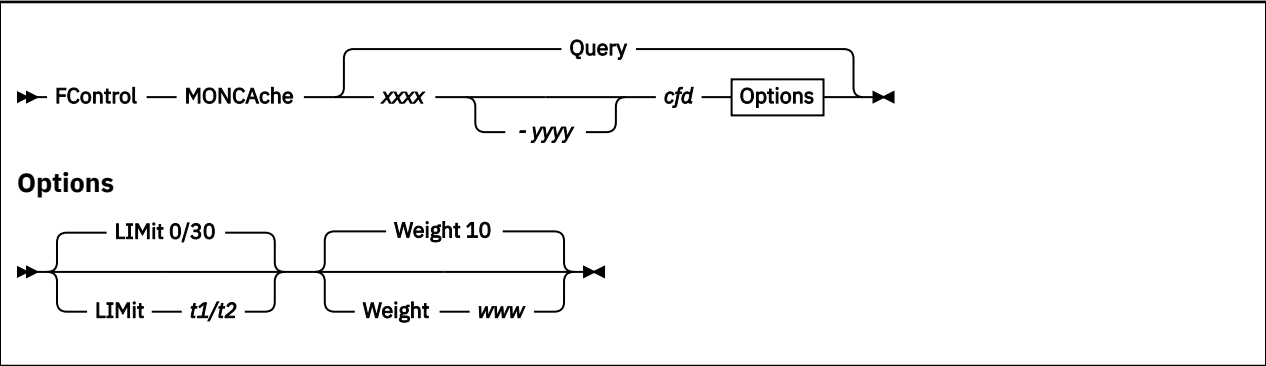 Query
FControl MONCAche xxxx cfd Options
- yyyy
Options
LIMit 0/30 Weight 10
LIMit t1/t2 Weight www